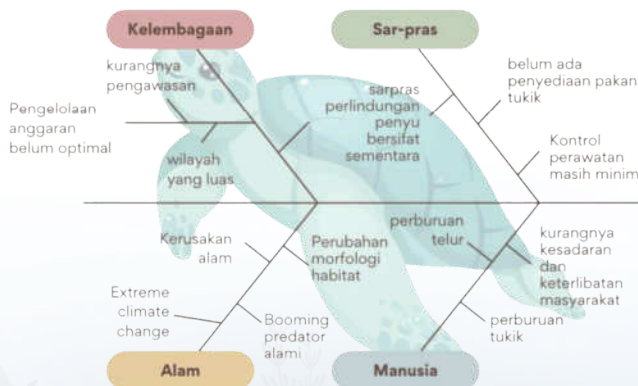 Kelembagaan
Sar-pras
kurangnya
pengawasan
Pengelolaan
anggaran
belum optimal
wilayah
yang luas
sarpras
perlindungan
penyu
bersifat
sementara
belum ada
penyediaan pakan
tukik
Kontrol
perawatan
masih minim
Kerusakan
alam
Perubahan
morfologi
habitat
Extreme
climate
change
Booming
predator
alami
perburuan
telur
kurangnya
kesadaran
dan
keterlibatan
masyarakat
perburuan
tukik
Alam
Manusia